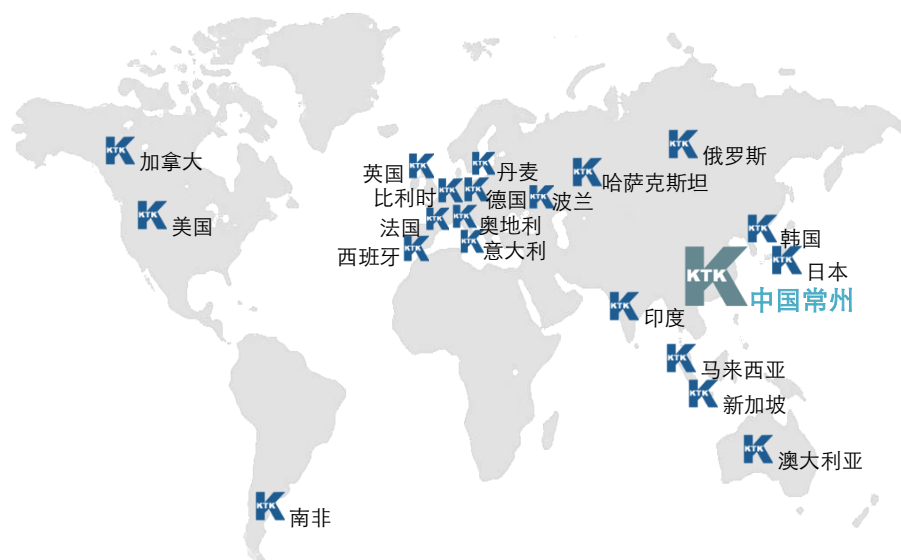 KTK 加拿大
KTK 美国
KTK 英国
KTK 丹麦
KTK 比利时
KTK 德国
KTK 波兰
KTK 法国
KTK 奥地利
KTK 西班牙
KTK 意大利
KTK 哈萨克斯坦
KTK 俄罗斯
KTK 韩国
KTK 日本
KTK 中国常州
KTK 印度
KTK 马来西亚
KTK 新加坡
KTK 澳大利亚
KTK 南非